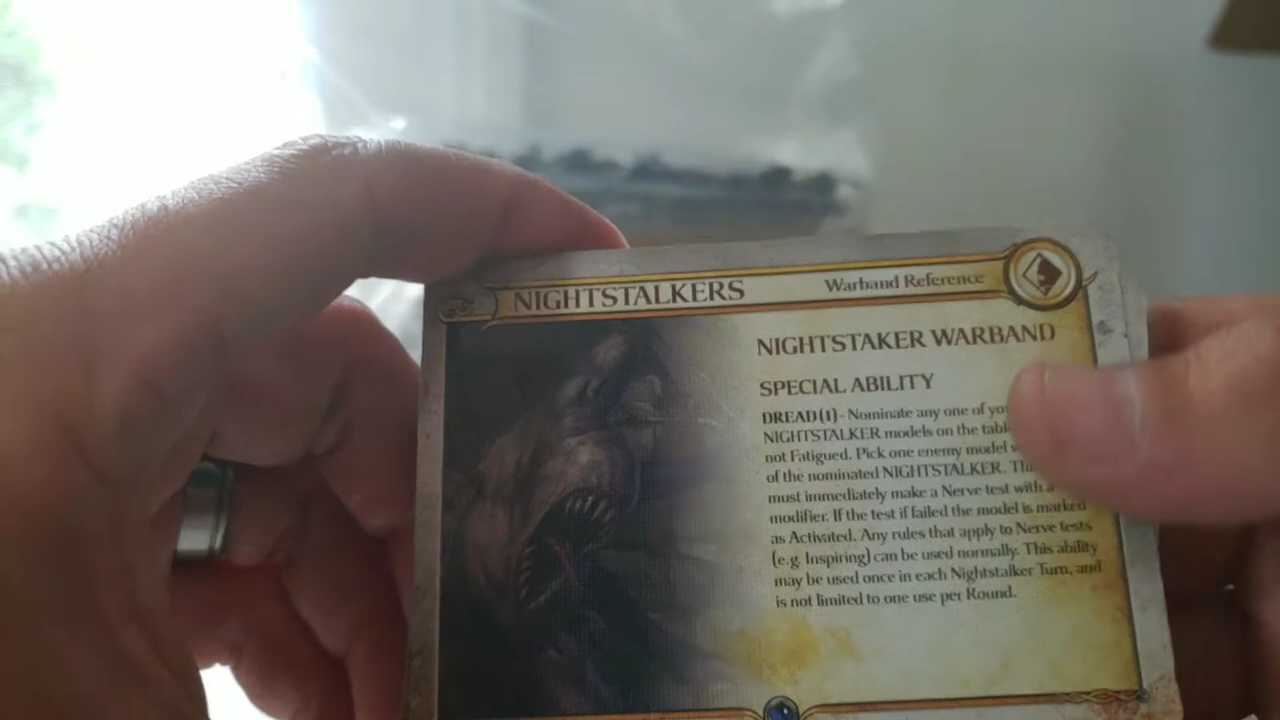 NIGHTSTALKERS
Warband Reference
NIGHTSTAKER WARBAND
SPECIAL ABILITY
DREAD (1) - Nominate any one of
NIGHTSTALKER models on the
not Fatigued. Pick one enemy model
of the nominated NIGHTSTALKER.
must immediately make a Nerve test with a
modifier. If the test if failed the model is marked
as Activated. Any rules that apply to Nerve tests
(e.g. Inspiring) can be used normally. This ability
may be used once in each Nightstalker Turn, and
is not limited to one use per Round.